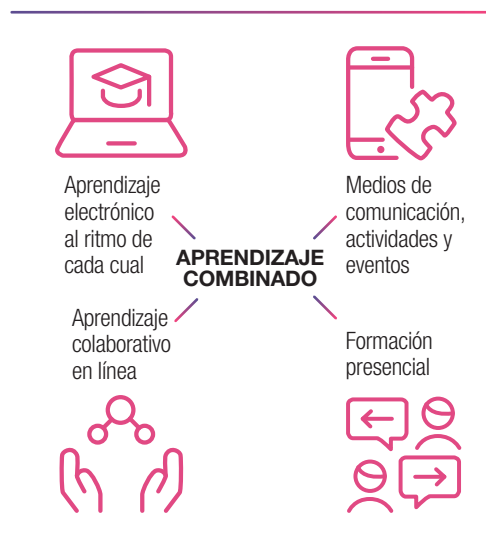 Aprendizaje
electrónico
al ritmo de
cada cual
Medios de
comunicación,
actividades y
eventos
APRENDIZAJE
COMBINADO
Aprendizaje
colaborativo
en línea
Formación
presencial